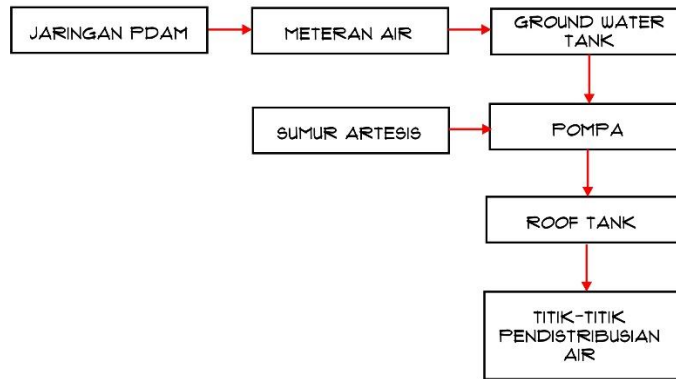 JARINGAN PDAM
METERAN AIR
GROUND WATER
TANK
SUMUR ARTESIS
POMPA
ROOF TANK
TITIK-TITIK
PENDISTRIBUSIAN
AIR